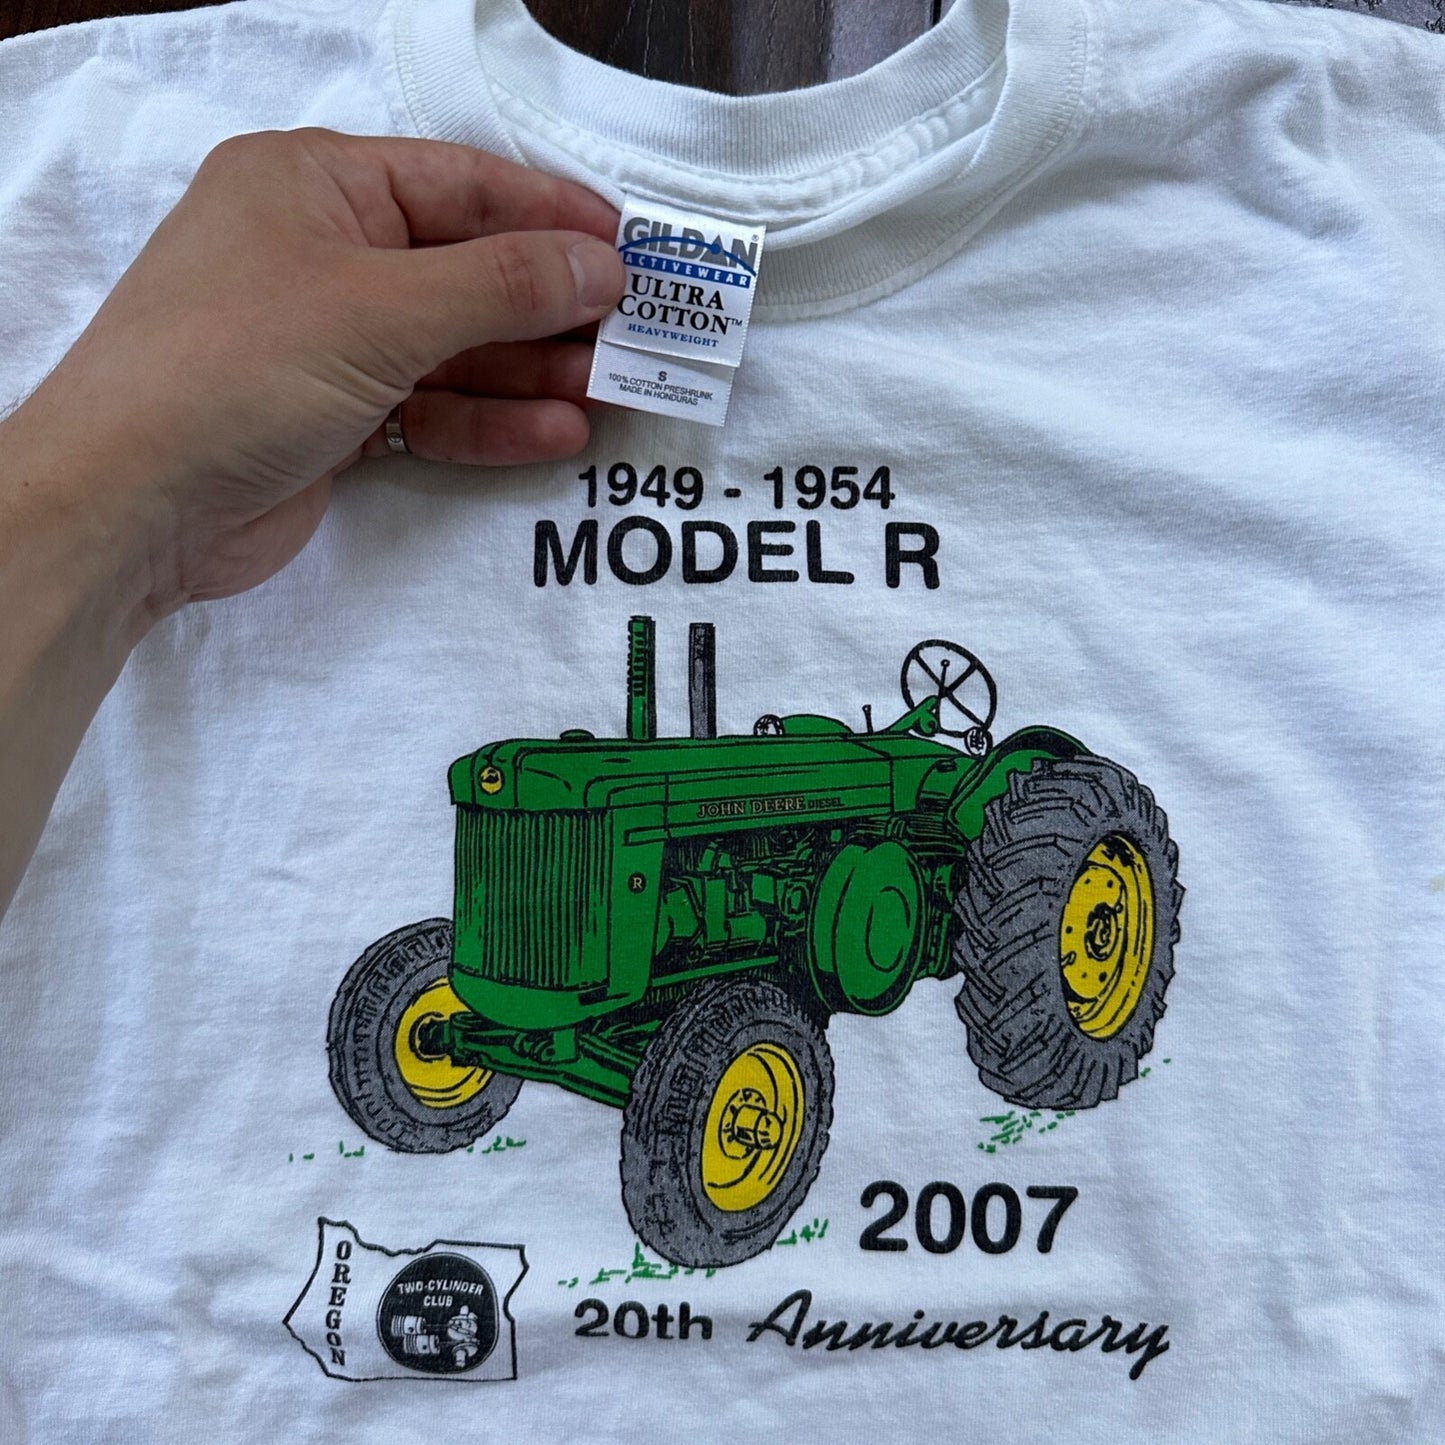 GILDAN®
ACTIVEWEAR
ULTRA
COTTON™
HEAVYWEIGHT
S
100% COTTON PRESHRUNK
MADE IN HONDURAS
1949 - 1954
MODEL R
JOHN DEERE DIESEL
R
2007
20th Anniversary
OREGON
TWO-CYLINDER
CLUB